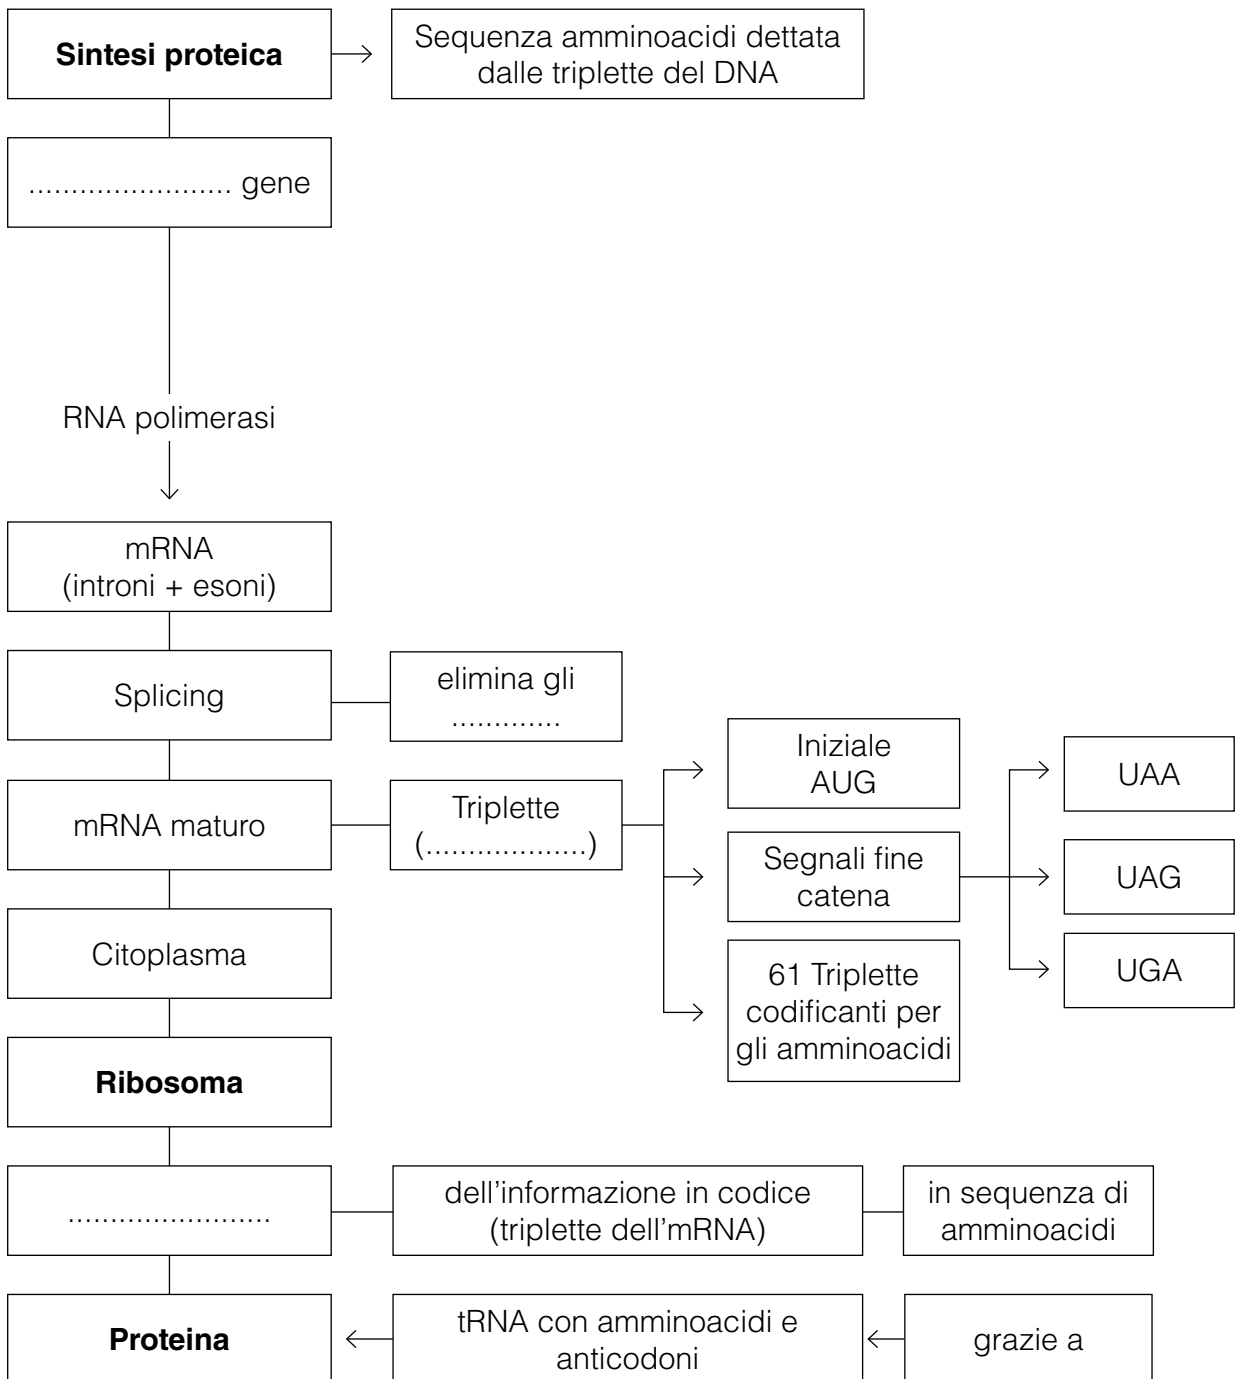 Sintesi proteica
Sequenza amminoacidi dettata
dalle triplette del DNA
........................ gene
RNA polimerasi
mRNA
(introni + esoni)
Splicing
elimina gli
.............
mRNA maturo
Triplette
(...................)
Iniziale
AUG
Segnali fine
catena
61 Triplette
codificanti per
gli amminoacidi
UAA
UAG
UGA
Citoplasma
Ribosoma
........................
dell'informazione in codice
(triplette dell'mRNA)
in sequenza di
amminoacidi
Proteina
tRNA con amminoacidi e
anticodoni
grazie a